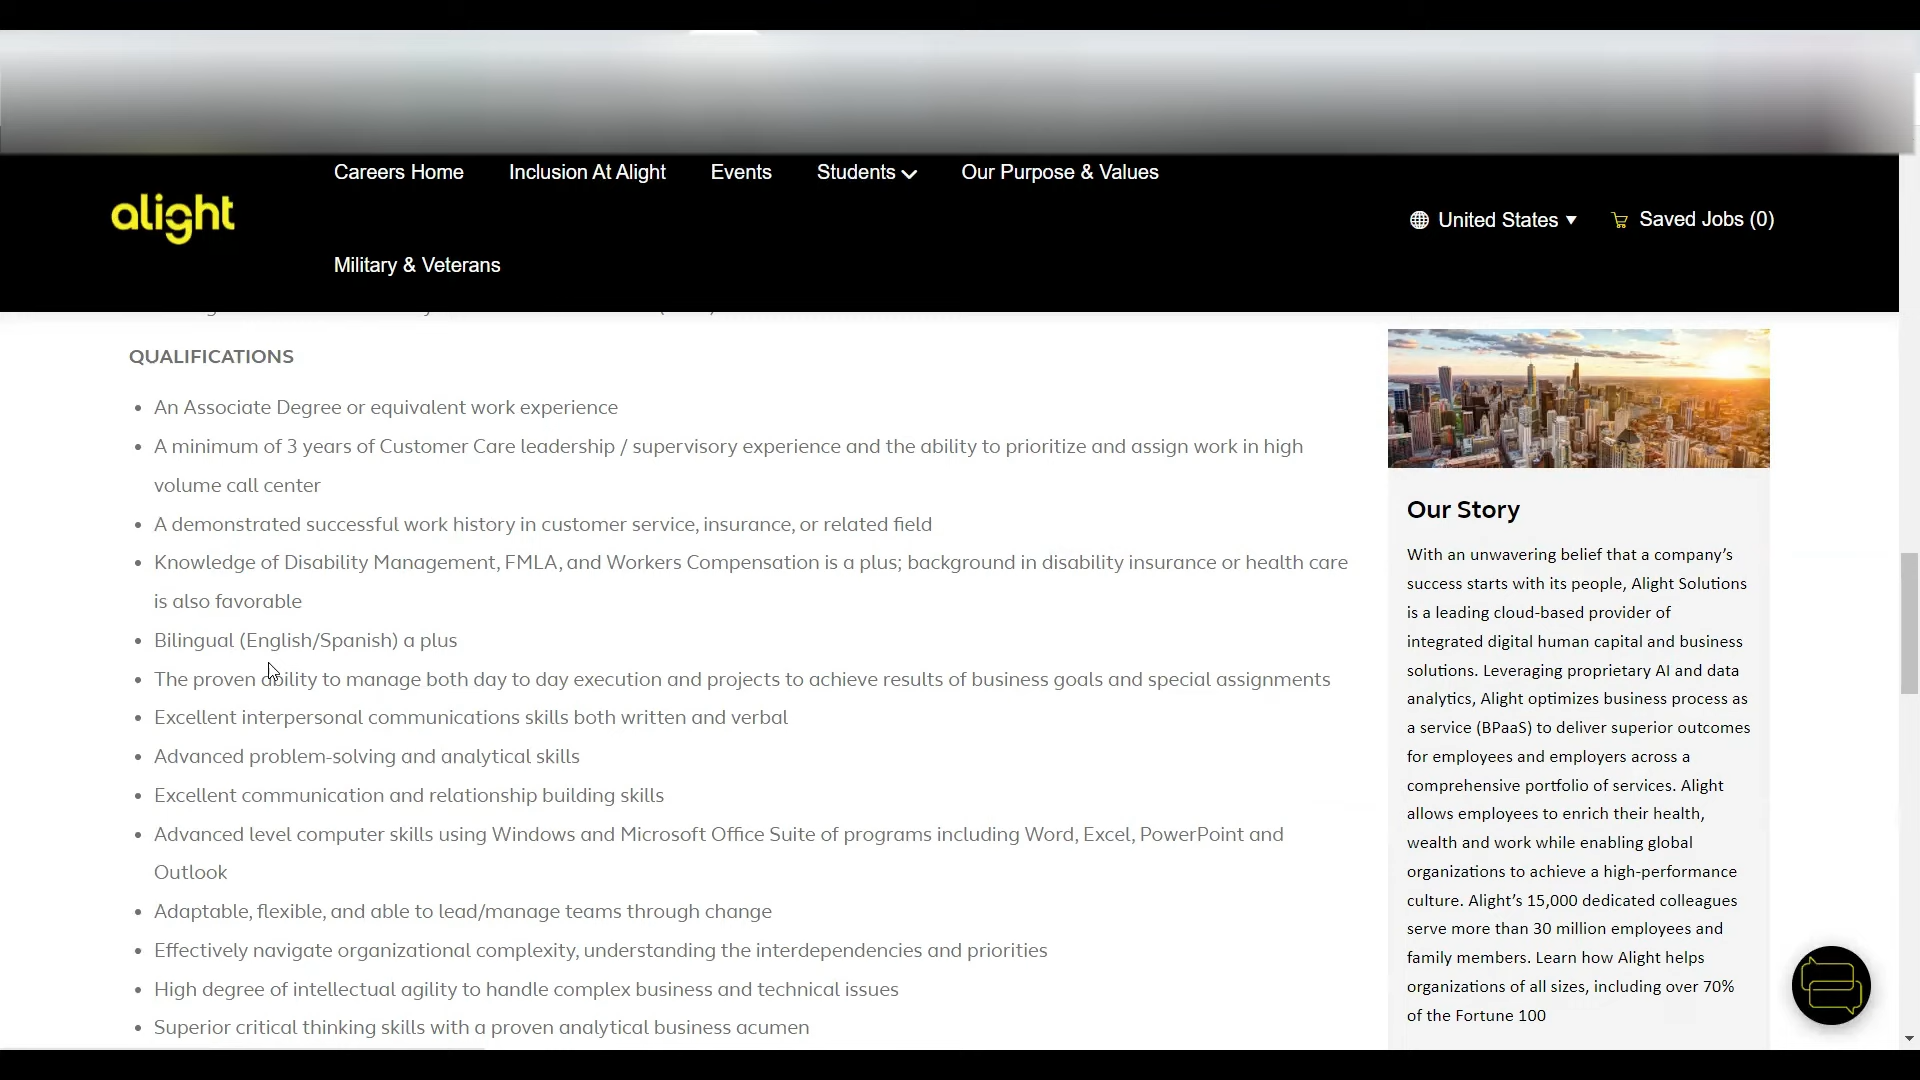 Careers Home
Inclusion At Alight
Events
Students
Our Purpose & Values
alight
United States
Saved Jobs (0)
Military & Veterans
QUALIFICATIONS
An Associate Degree or equivalent work experience
A minimum of 3 years of Customer Care leadership / supervisory experience and the ability to prioritize and assign work in high
volume call center
A demonstrated successful work history in customer service, insurance, or related field
Knowledge of Disability Management, FMLA, and Workers Compensation is a plus; background in disability insurance or health care
is also favorable
Bilingual (English/Spanish) a plus
The proven ability to manage both day to day execution and projects to achieve results of business goals and special assignments
Excellent interpersonal communications skills both written and verbal
Advanced problem-solving and analytical skills
Excellent communication and relationship building skills
Advanced level computer skills using Windows and Microsoft Office Suite of programs including Word, Excel, PowerPoint and
Outlook
Adaptable, flexible, and able to lead/manage teams through change
Effectively navigate organizational complexity, understanding the interdependencies and priorities
High degree of intellectual agility to handle complex business and technical issues
Superior critical thinking skills with a proven analytical business acumen
Our Story
With an unwavering belief that a company's
success starts with its people, Alight Solutions
is a leading cloud-based provider of
integrated digital human capital and business
solutions. Leveraging proprietary AI and data
analytics, Alight optimizes business process as
a service (BPaaS) to deliver superior outcomes
for employees and employers across a
comprehensive portfolio of services. Alight
allows employees to enrich their health,
wealth and work while enabling global
organizations to achieve a high-performance
culture. Alight's 15,000 dedicated colleagues
serve more than 30 million employees and
family members. Learn how Alight helps
organizations of all sizes, including over 70%
of the Fortune 100